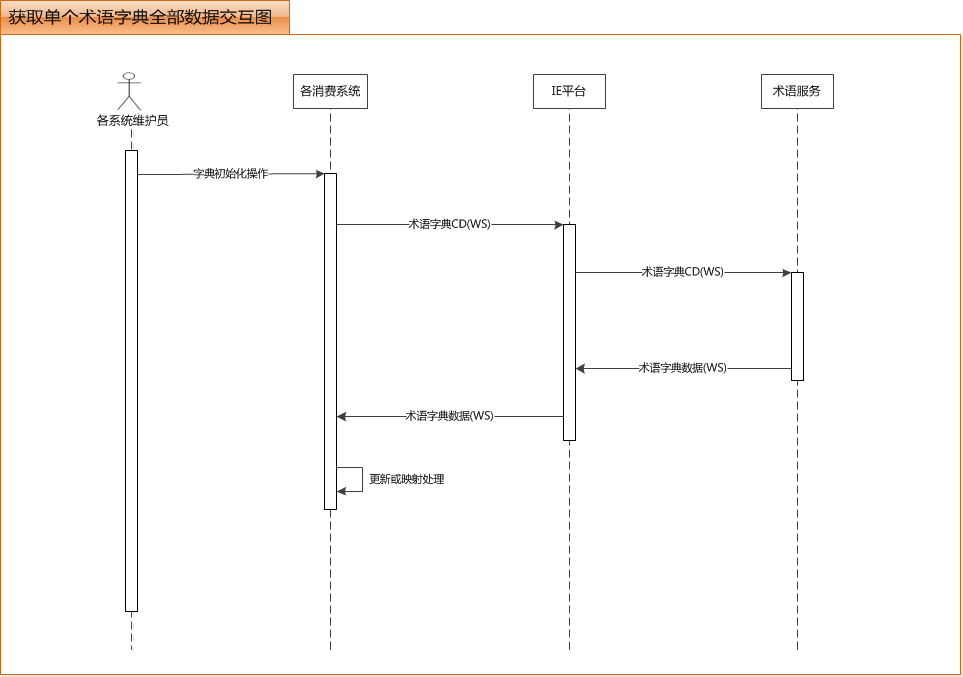 获取单个术语字典全部数据交互图
各系统维护员
各消费系统
IE平台
术语服务
字典初始化操作
术语字典CD(WS)
术语字典CD(WS)
术语字典数据(WS)
术语字典数据(WS)
更新或映射处理